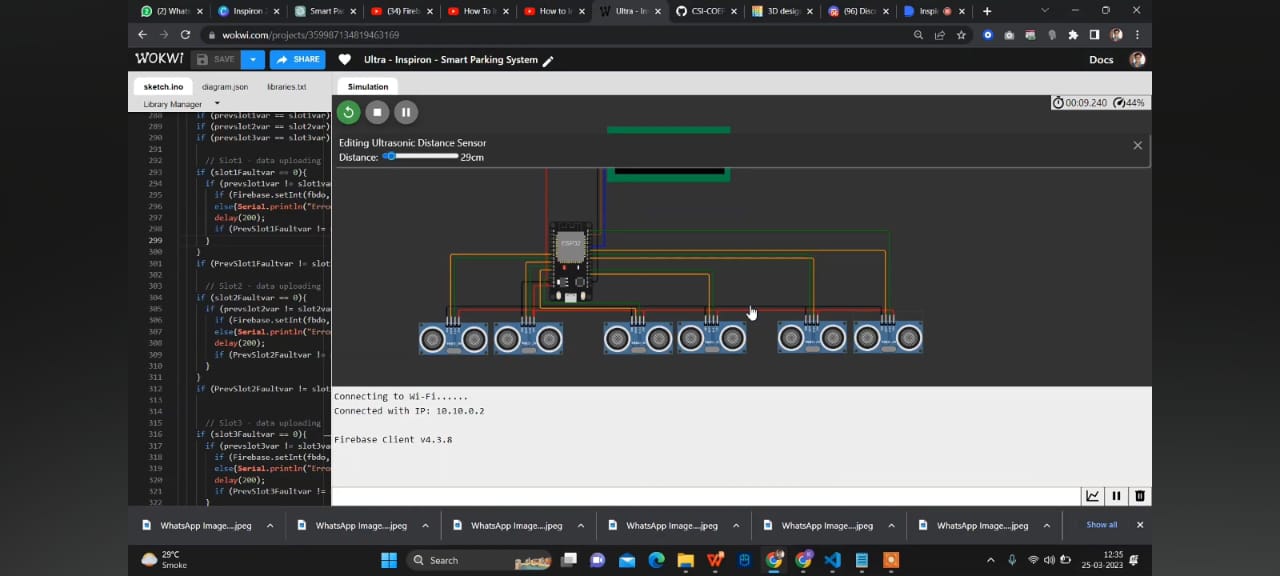 (2) Whats
Inspiron
Smart Pa
(34) Fireb
How To I
How to I
Ultra - In
CSI-COEP
3D desig
(96) Disc
Inspi
wokwi.com/projects/359987134819463169
WOKWI
SAVE
SHARE
Ultra - Inspiron - Smart Parking System
Docs
sketch.ino
diagram.json
libraries.txt
Library Manager
Simulation
00:09.240
44%
Editing Ultrasonic Distance Sensor
Distance:
29cm
ESP32
288 if (prevslot1var == slot1var)
289 if (prevslot2var == slot2var)
290 if (prevslot3var == slot3var)
291
292 // Slot1 - data uploading
293 if (slot1Faultvar == 0){
294 if (prevslot1var != slot1va
295 if (Firebase.setInt(fbdo,
296 else{Serial.println("Erro
297 delay(200);
298 if (PrevSlot1Faultvar !=
299 }
300 }
301 if (PrevSlot1Faultvar != slot
302
303 // Slot2 - data uploading
304 if (slot2Faultvar == 0){
305 if (prevslot2var != slot2va
306 if (Firebase.setInt(fbdo,
307 else{Serial.println("Erro
308 delay(200);
309 if (PrevSlot2Faultvar !=
310 }
311 }
312 if (PrevSlot2Faultvar != slot
313
314
315 // Slot3 - data uploading
316 if (slot3Faultvar == 0){
317 if (prevslot3var != slot3va
318 if (Firebase.setInt(fbdo,
319 else{Serial.println("Erro
320 delay(200);
321 if (PrevSlot3Faultvar !=
322 }
Connecting to Wi-Fi......
Connected with IP: 10.10.0.2
Firebase Client v4.3.8
WhatsApp Image....jpeg
WhatsApp Image....jpeg
WhatsApp Image....jpeg
WhatsApp Image....jpeg
WhatsApp Image....jpeg
WhatsApp Image....jpeg
Show all
29°C
Smoke
Search
12:35
25-03-2023